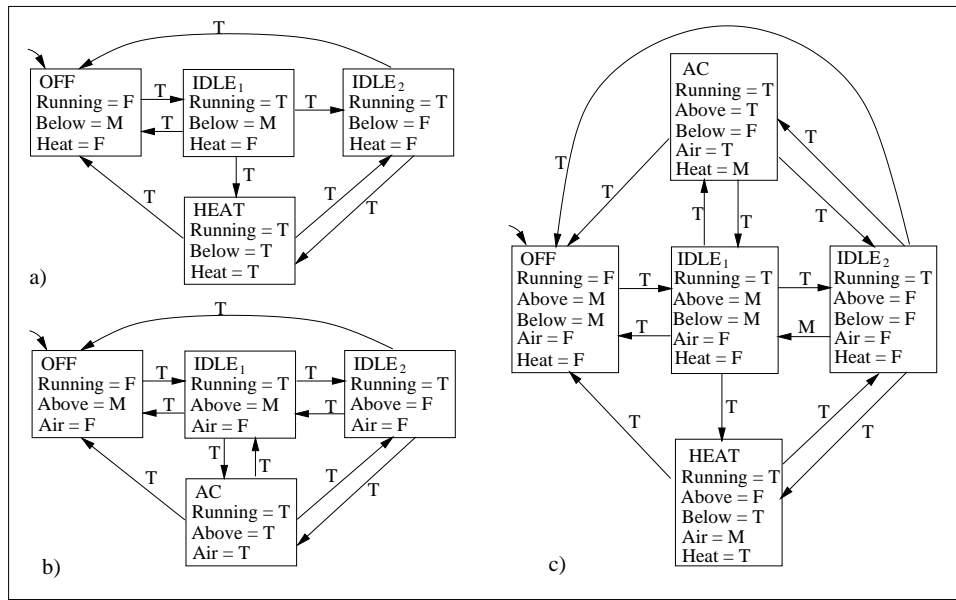 a)
T
OFF
Running = F
Below = M
Heat = F
T
T
IDLE₁
Running = T
Below = M
Heat = F
T
IDLE₂
Running = T
Below = F
Heat = F
T
T
T
T
HEAT
Running = T
Below = T
Heat = T
b)
T
OFF
Running = F
Above = M
Air = F
T
T
IDLE₁
Running = T
Above = M
Air = F
T
T
IDLE₂
Running = T
Above = F
Air = F
T
T
T
T
T
AC
Running = T
Above = T
Air = T
c)
AC
Running = T
Above = T
Below = F
Air = T
Heat = M
T
T
T
T
T
T
OFF
Running = F
Above = M
Below = M
Air = F
Heat = F
T
T
IDLE₁
Running = T
Above = M
Below = M
Air = F
Heat = F
T
M
IDLE₂
Running = T
Above = F
Below = F
Air = F
Heat = F
T
T
T
T
HEAT
Running = T
Above = F
Below = T
Air = M
Heat = T